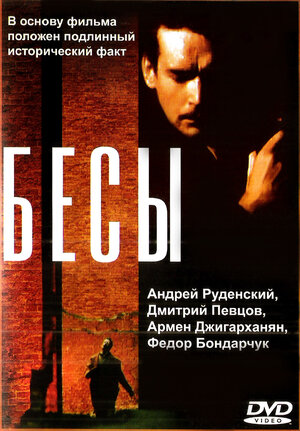 В основу фильма
положен подлинный
исторический факт
БЕСЫ
Андрей Руденский,
Дмитрий Певцов,
Армен Джигарханян,
Федор Бондарчук
DVD
VIDEO